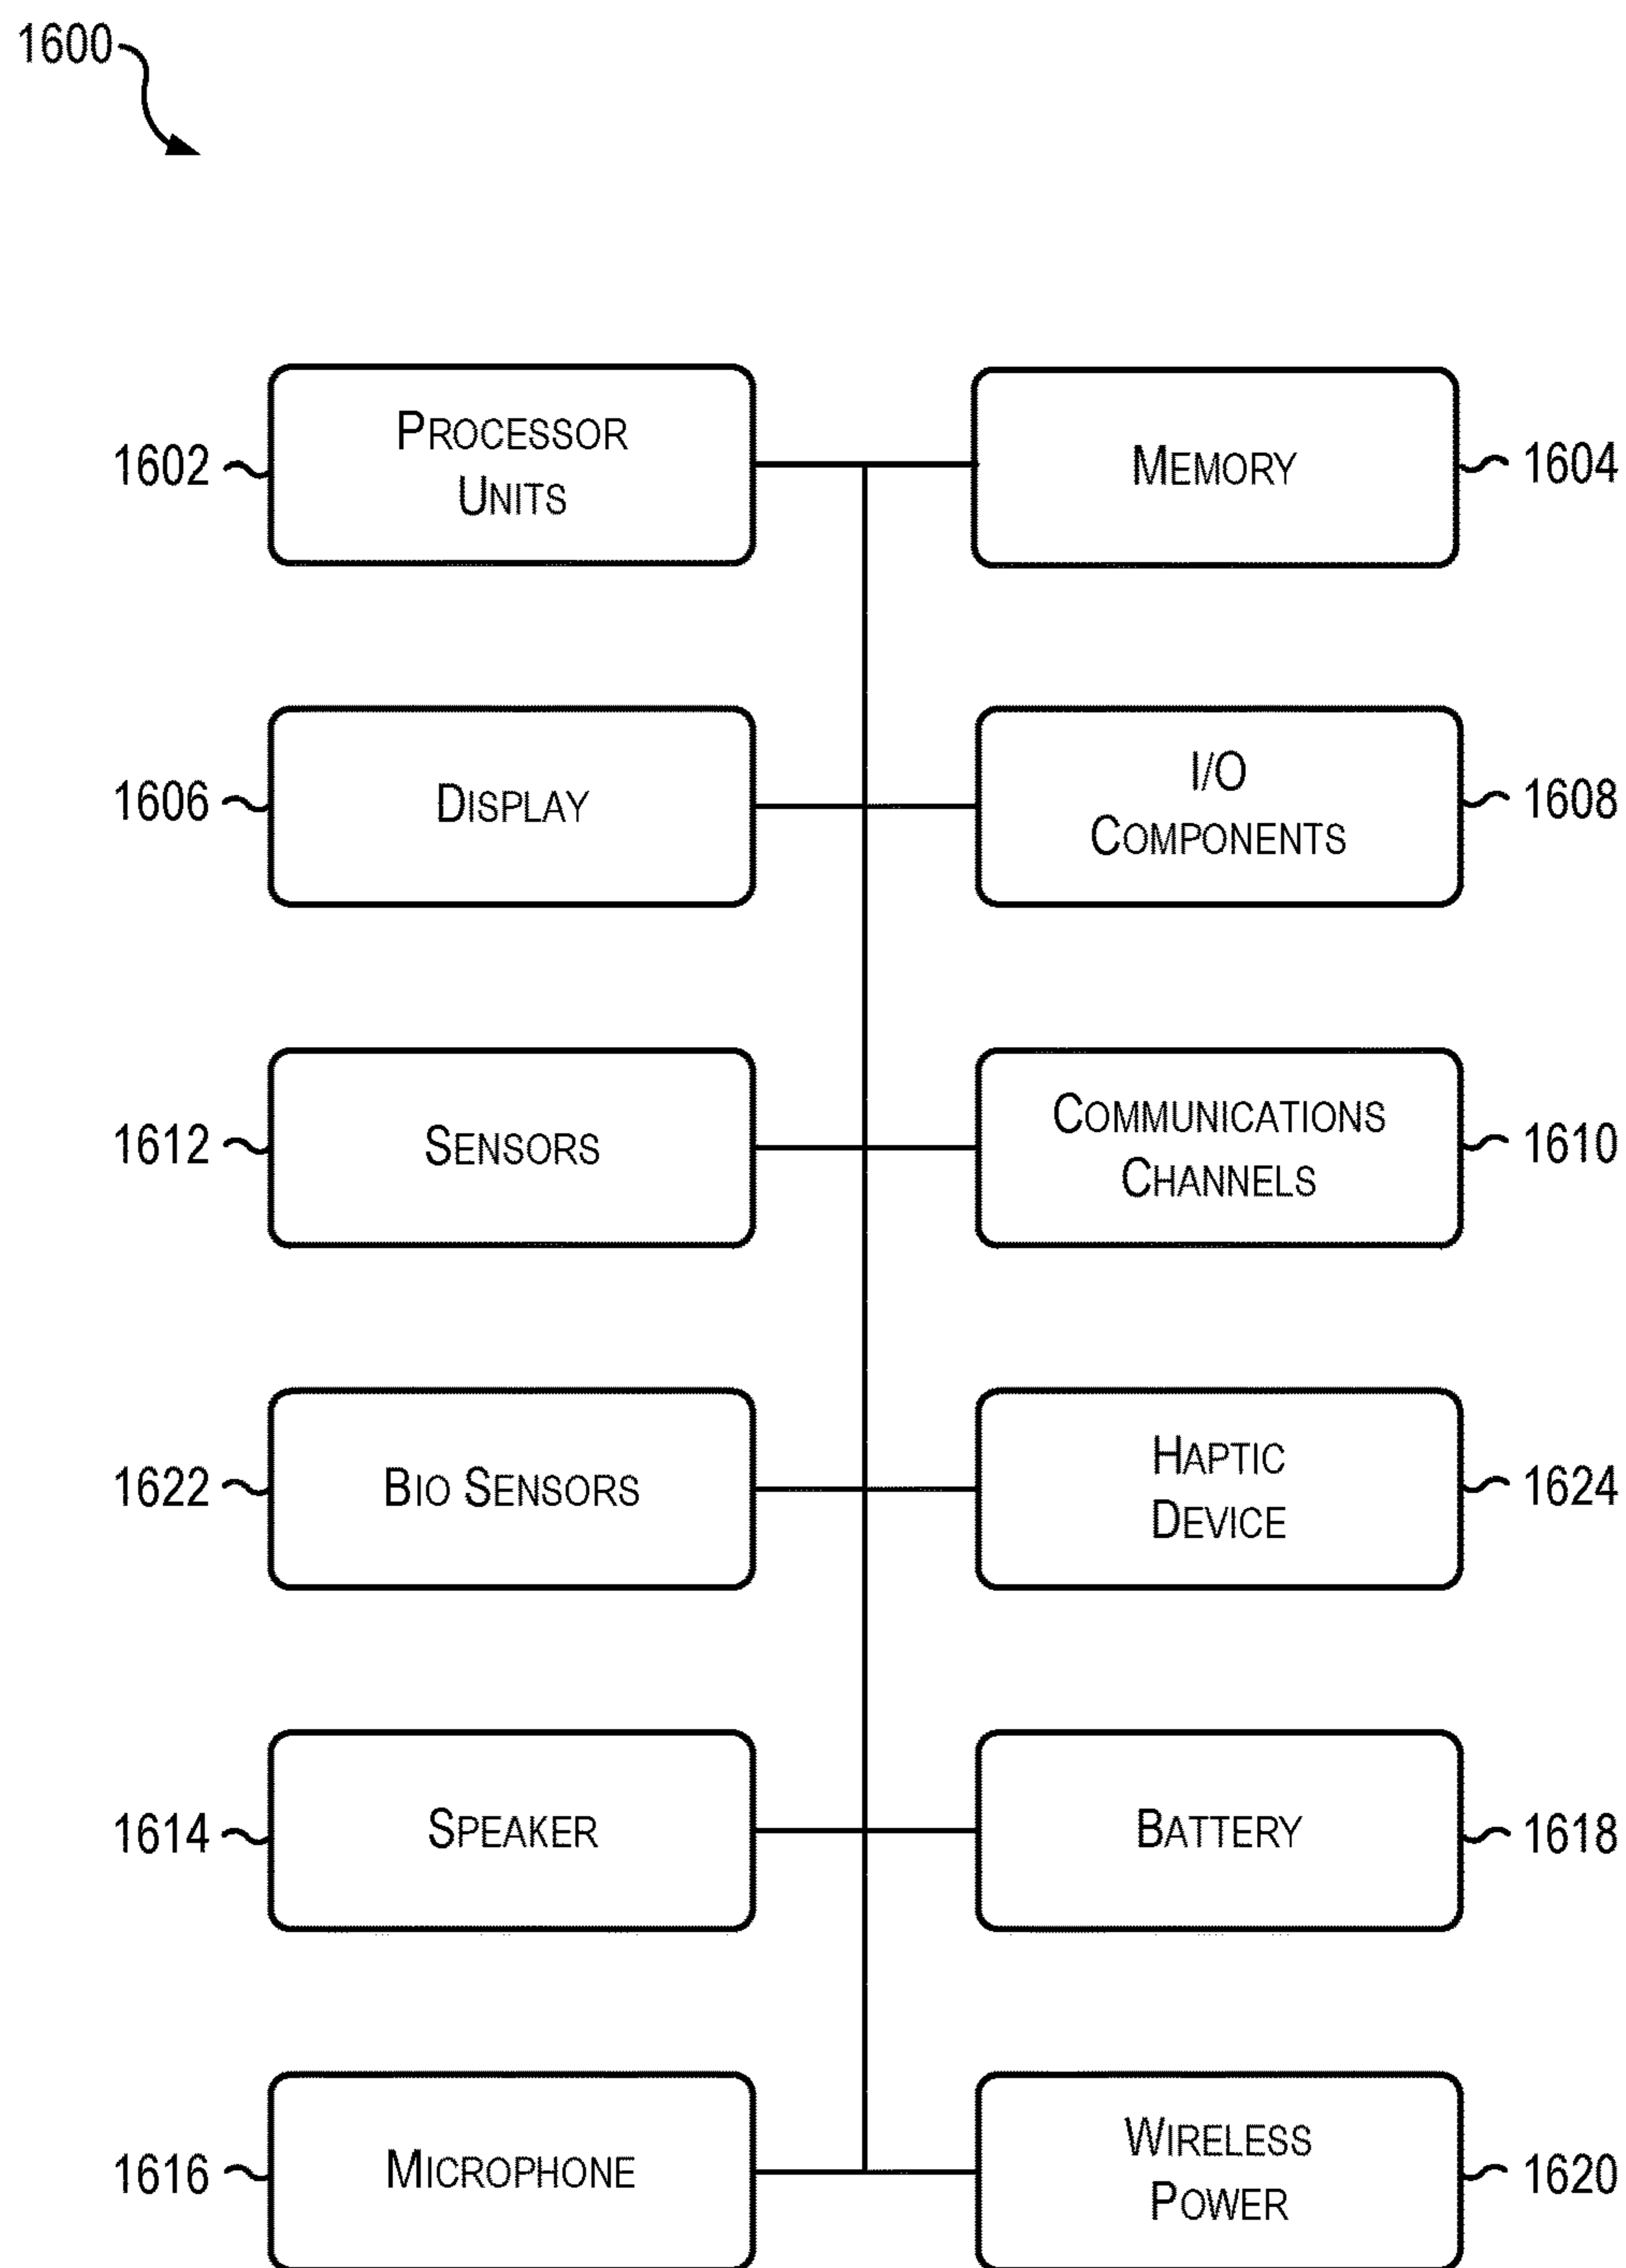 1600
PROCESSOR
UNITS
1602
MEMORY
1604
DISPLAY
1606
I/O
COMPONENTS
1608
SENSORS
1612
COMMUNICATIONS
CHANNELS
1610
BIO SENSORS
1622
HAPTIC
DEVICE
1624
SPEAKER
1614
BATTERY
1618
MICROPHONE
1616
WIRELESS
POWER
1620